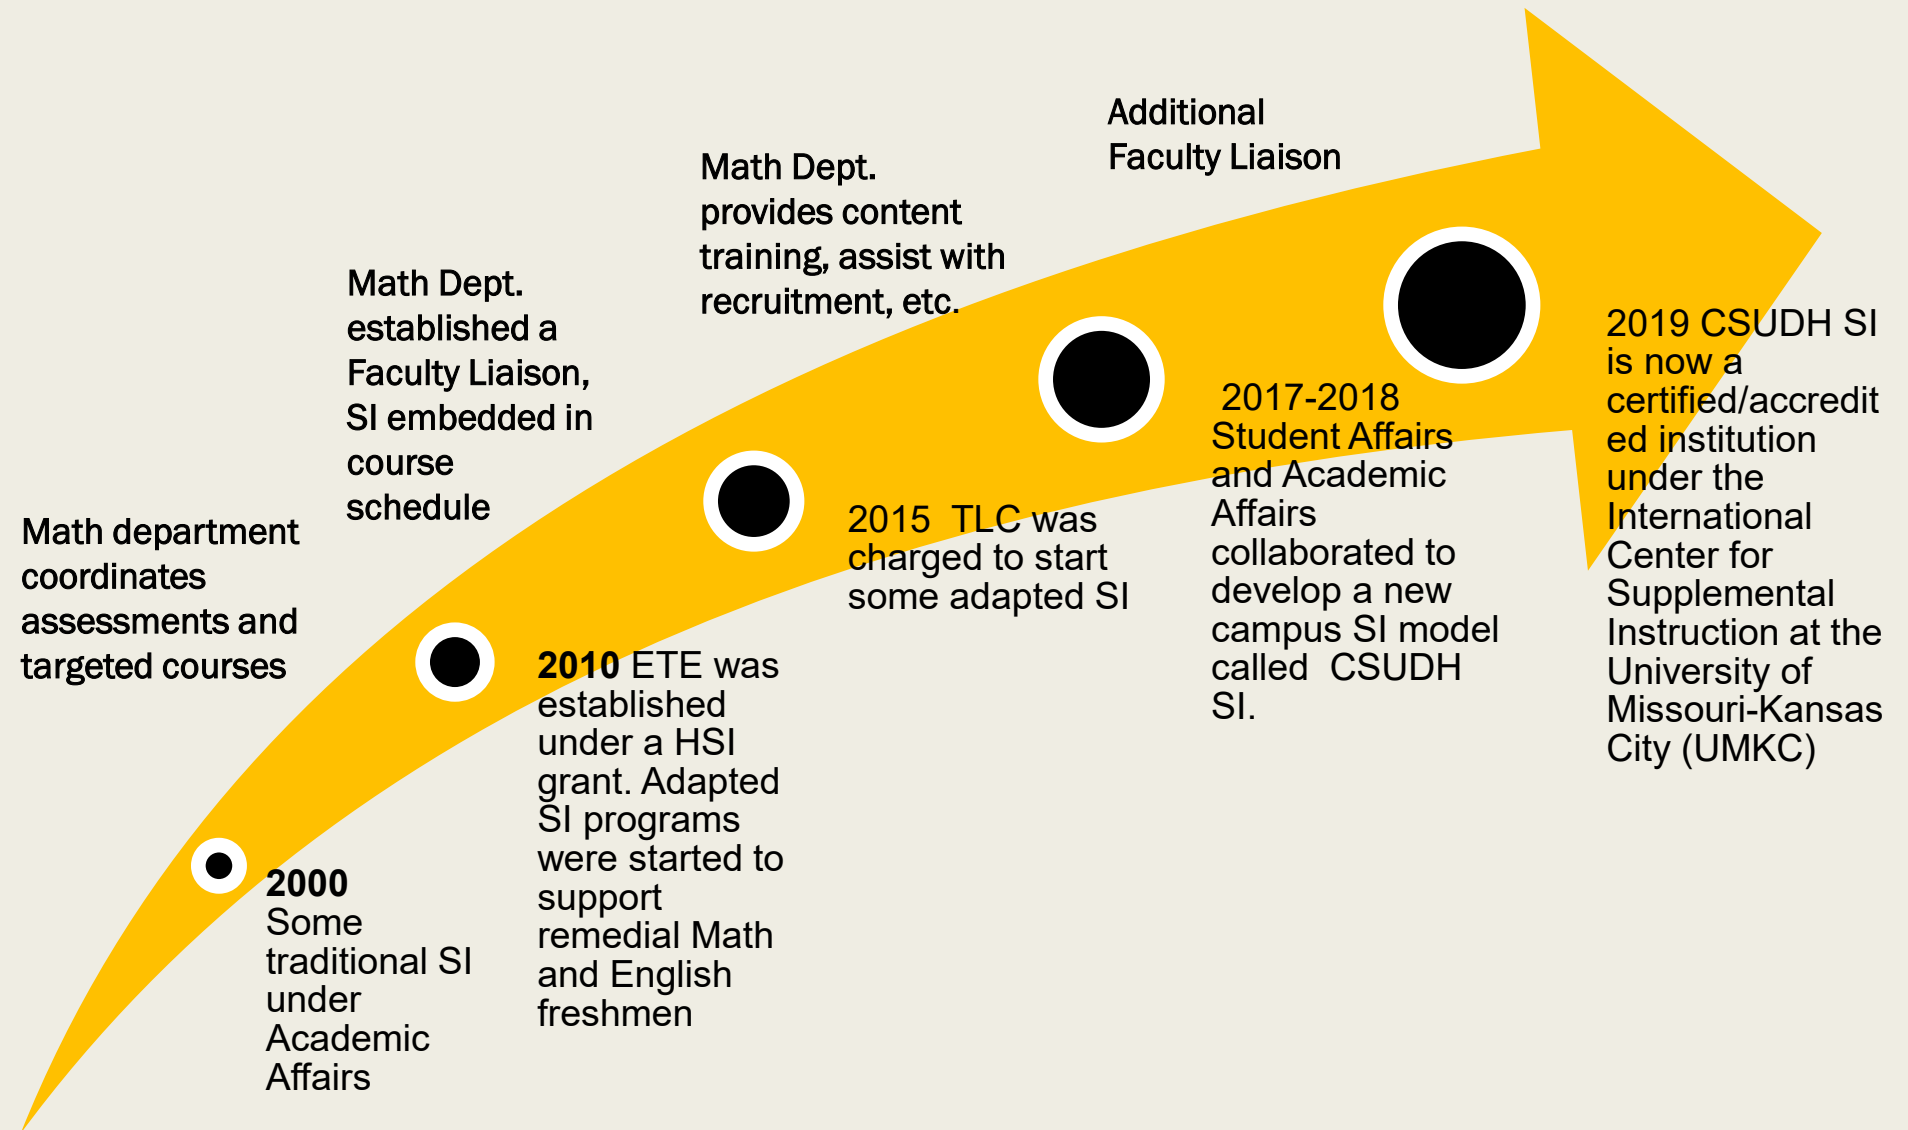 Additional
Faculty Liaison
Math Dept.
provides content
training, assist with
recruitment, etc.
Math Dept.
established a
Faculty Liaison,
SI embedded in
course
schedule
Math department
coordinates
assessments and
targeted courses
2000
Some
traditional SI
under
Academic
Affairs
2010 ETE was
established
under a HSI
grant. Adapted
SI programs
were started to
support
remedial Math
and English
freshmen
2015 TLC was
charged to start
some adapted SI
2017-2018
Student Affairs
and Academic
Affairs
collaborated to
develop a new
campus SI model
called CSUDH
SI.
2019 CSUDH SI
is now a
certified/accredit
ed institution
under the
International
Center for
Supplemental
Instruction at the
University of
Missouri-Kansas
City (UMKC)